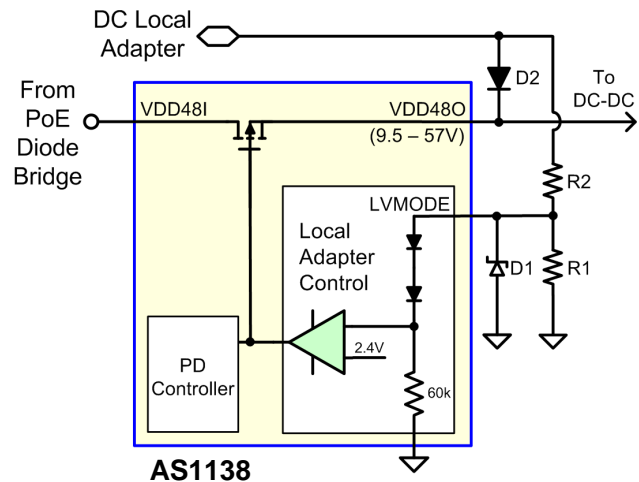 DC Local
Adapter
D2
To
DC-DC
From
PoE
Diode
Bridge
VDD48I
VDD48O
(9.5 – 57V)
R2
LVMODE
Local
Adapter
Control
D1
R1
2.4V
PD
Controller
60k
AS1138